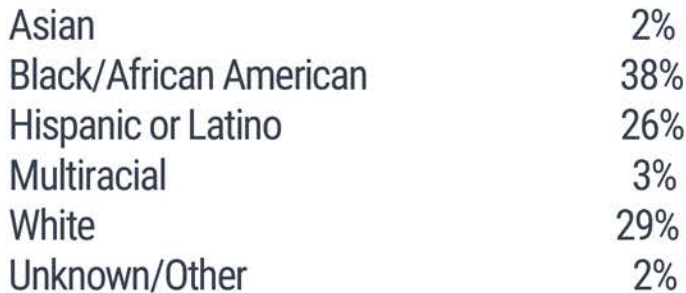 Asian 2%
Black/African American 38%
Hispanic or Latino 26%
Multiracial 3%
White 29%
Unknown/Other 2%